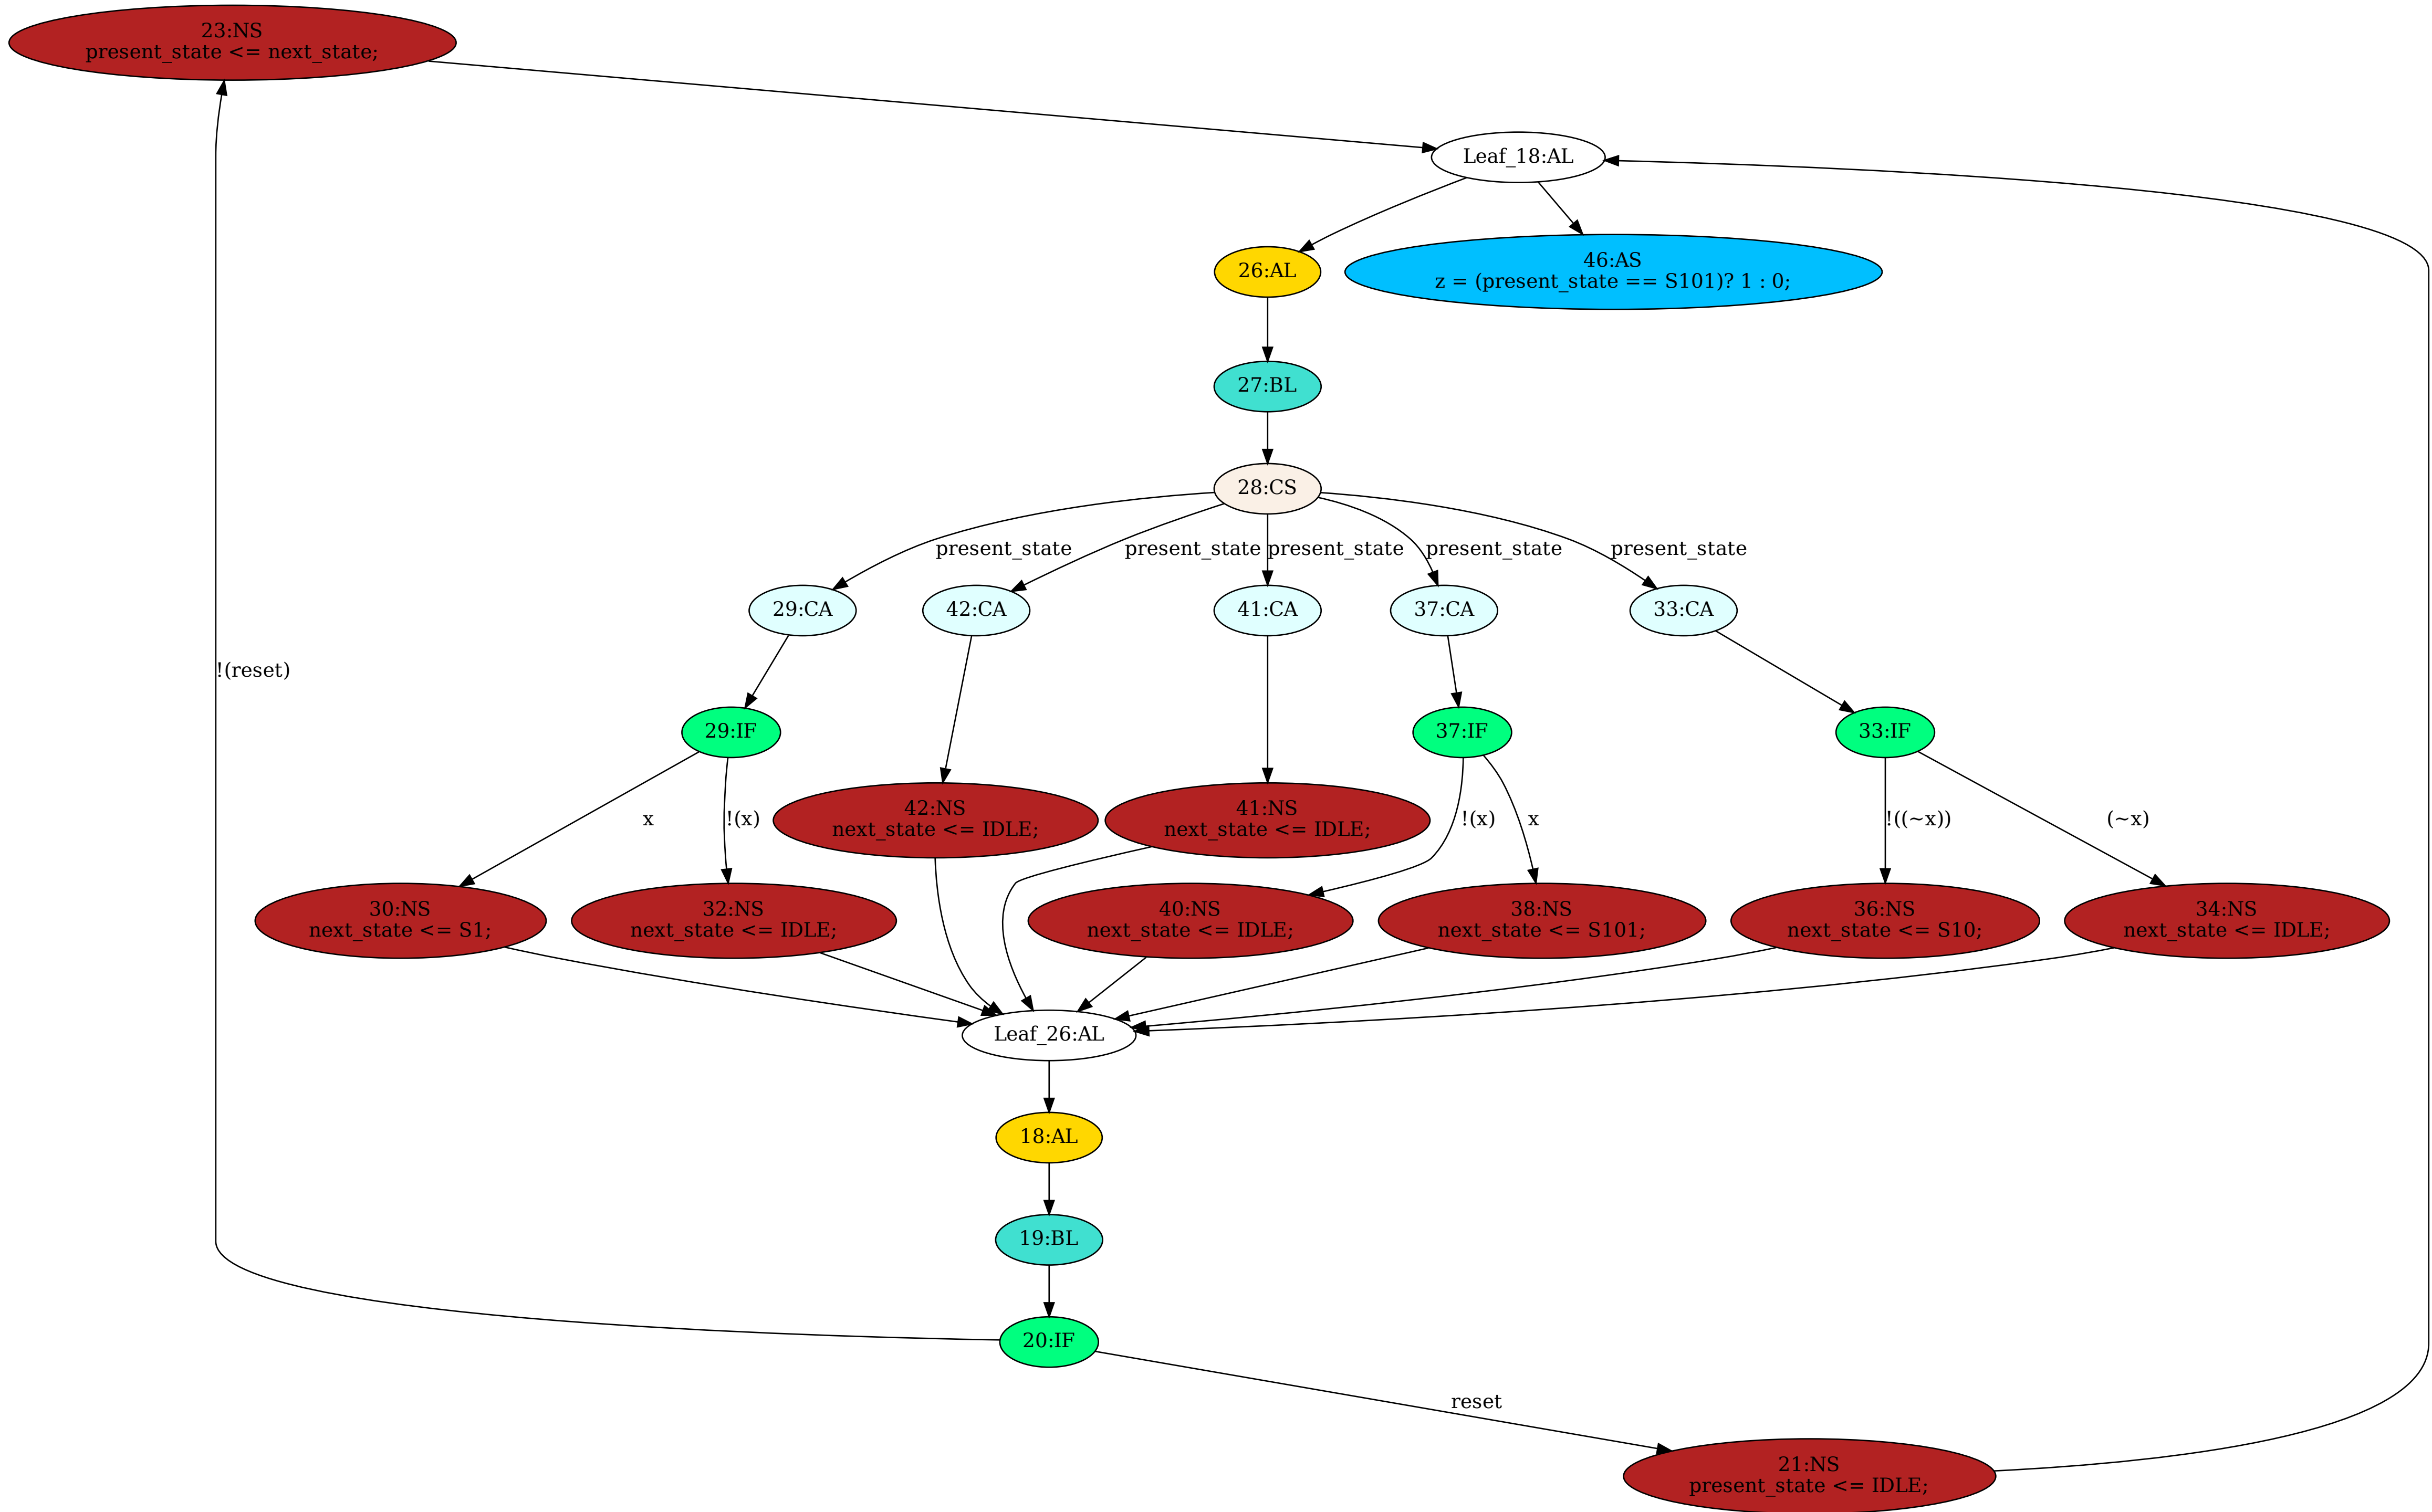 23:NS
present_state <= next_state;
Leaf_18:AL
26:AL
46:AS
z = (present_state == S101)? 1 : 0;
27:BL
28:CS
present_state
present_state
present_state
present_state
present_state
29:CA
42:CA
41:CA
37:CA
33:CA
!(reset)
29:IF
37:IF
33:IF
x
!(x)
42:NS
next_state <= IDLE;
41:NS
next_state <= IDLE;
!(x)
x
!((~x))
(~x)
30:NS
next_state <= S1;
32:NS
next_state <= IDLE;
40:NS
next_state <= IDLE;
38:NS
next_state <= S101;
36:NS
next_state <= S10;
34:NS
next_state <= IDLE;
Leaf_26:AL
18:AL
19:BL
20:IF
reset
21:NS
present_state <= IDLE;